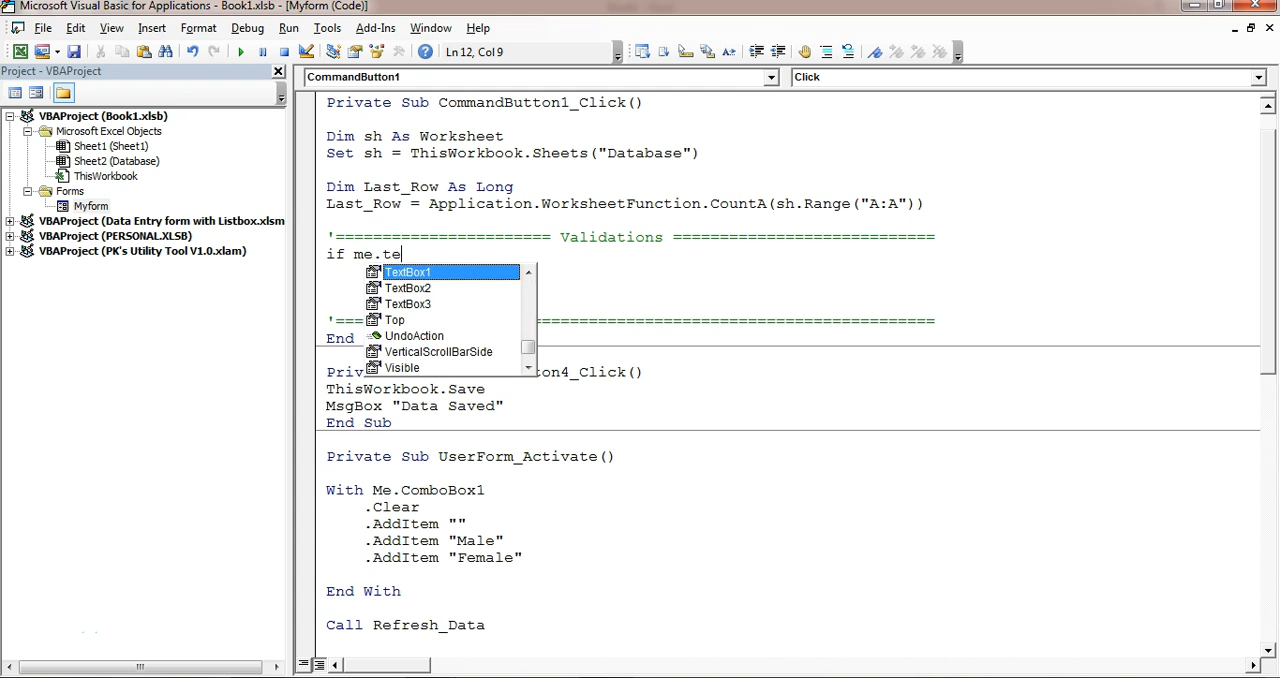 Microsoft Visual Basic for Applications - Book1.xlsb - [Myform (Code)]
File Edit View Insert Format Debug Run Tools Add-Ins Window Help
Ln 12, Col 9
Project - VBAProject
CommandButton1
Click
VBAProject (Book1.xlsb)
Microsoft Excel Objects
Sheet1 (Sheet1)
Sheet2 (Database)
ThisWorkbook
Forms
Myform
VBAProject (Data Entry form with Listbox.xlsm
VBAProject (PERSONAL.XLSB)
VBAProject (PK's Utility Tool V1.0.xlam)
Private Sub CommandButton1_Click()
Dim sh As Worksheet
Set sh = ThisWorkbook.Sheets("Database")
Dim Last_Row As Long
Last_Row = Application.WorksheetFunction.CountA(sh.Range("A:A"))
'======================= Validations ============================
if me.te
TextBox1
TextBox2
TextBox3
Top
UndoAction
VerticalScrollBarSide
Visible
'=== ==========================================
End
Priv ton4_Click()
ThisWorkbook.Save
MsgBox "Data Saved"
End Sub
Private Sub UserForm_Activate()
With Me.ComboBox1
.Clear
.AddItem ""
.AddItem "Male"
.AddItem "Female"
End With
Call Refresh_Data